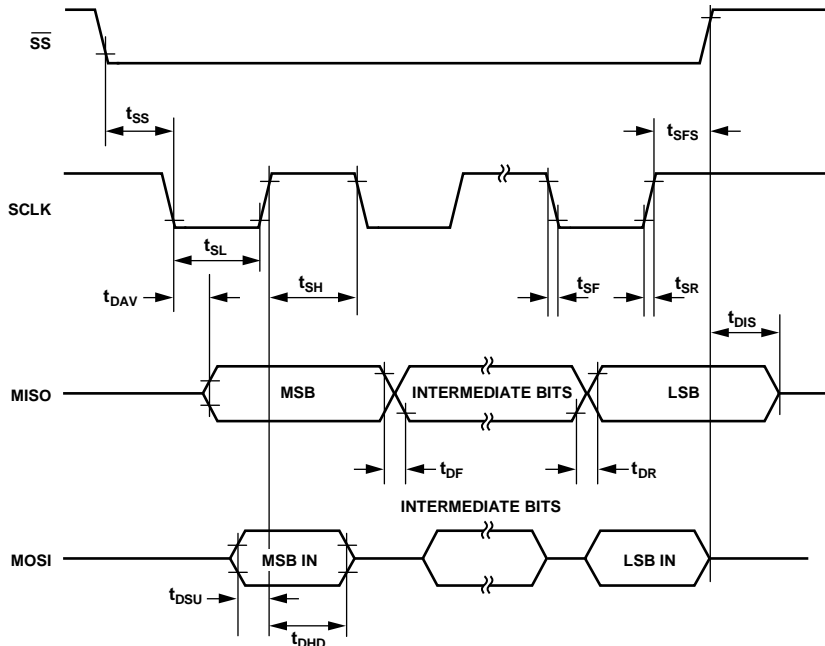 SS
tSS
tSFS
SCLK
tSL
tSH
tSF
tSR
tDAV
tDIS
MISO
MSB
INTERMEDIATE BITS
LSB
tDF
tDR
INTERMEDIATE BITS
MOSI
MSB IN
LSB IN
tDSU
tDHD